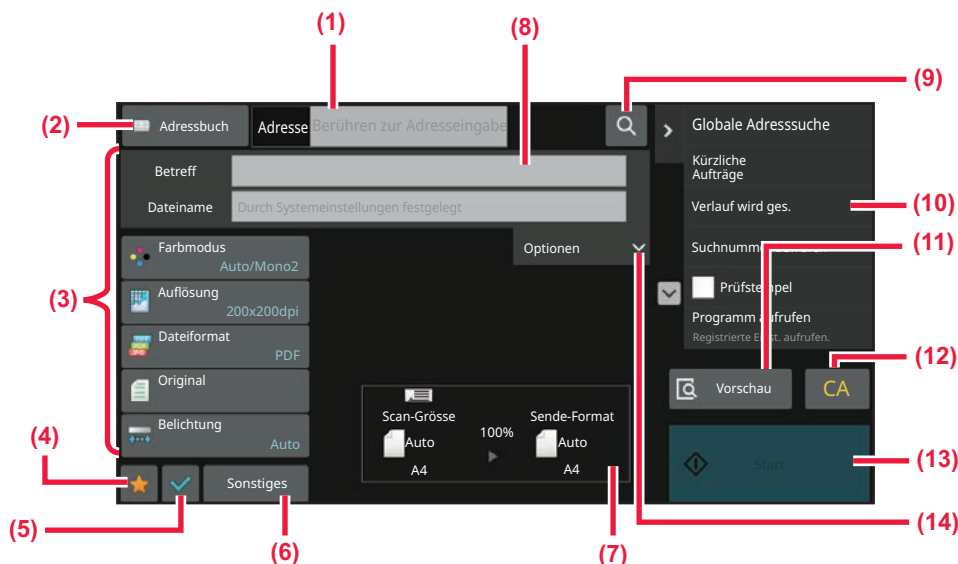 (1)
(8)
(9)
(2)
Adressbuch
Adresse
Berühren zur Adresseingabe
Globale Adresssuche
Betreff
Kürzliche
Aufträge
Dateiname
Durch Systemeinstellungen festgelegt
Verlauf wird ges.
(10)
Optionen
(11)
(3)
Farbmodus
Auto/Mono2
Auflösung
200x200dpi
Prüfstempel
Dateiformat
PDF
Programm aufrufen
Registrierte aufrufen.
(12)
Original
Vorschau
CA
Belichtung
Auto
Scan-Grösse
Auto
A4
100%
Sende-Format
Auto
A4
(4)
Start
(13)
Sonstiges
(5)
(6)
(7)
(14)